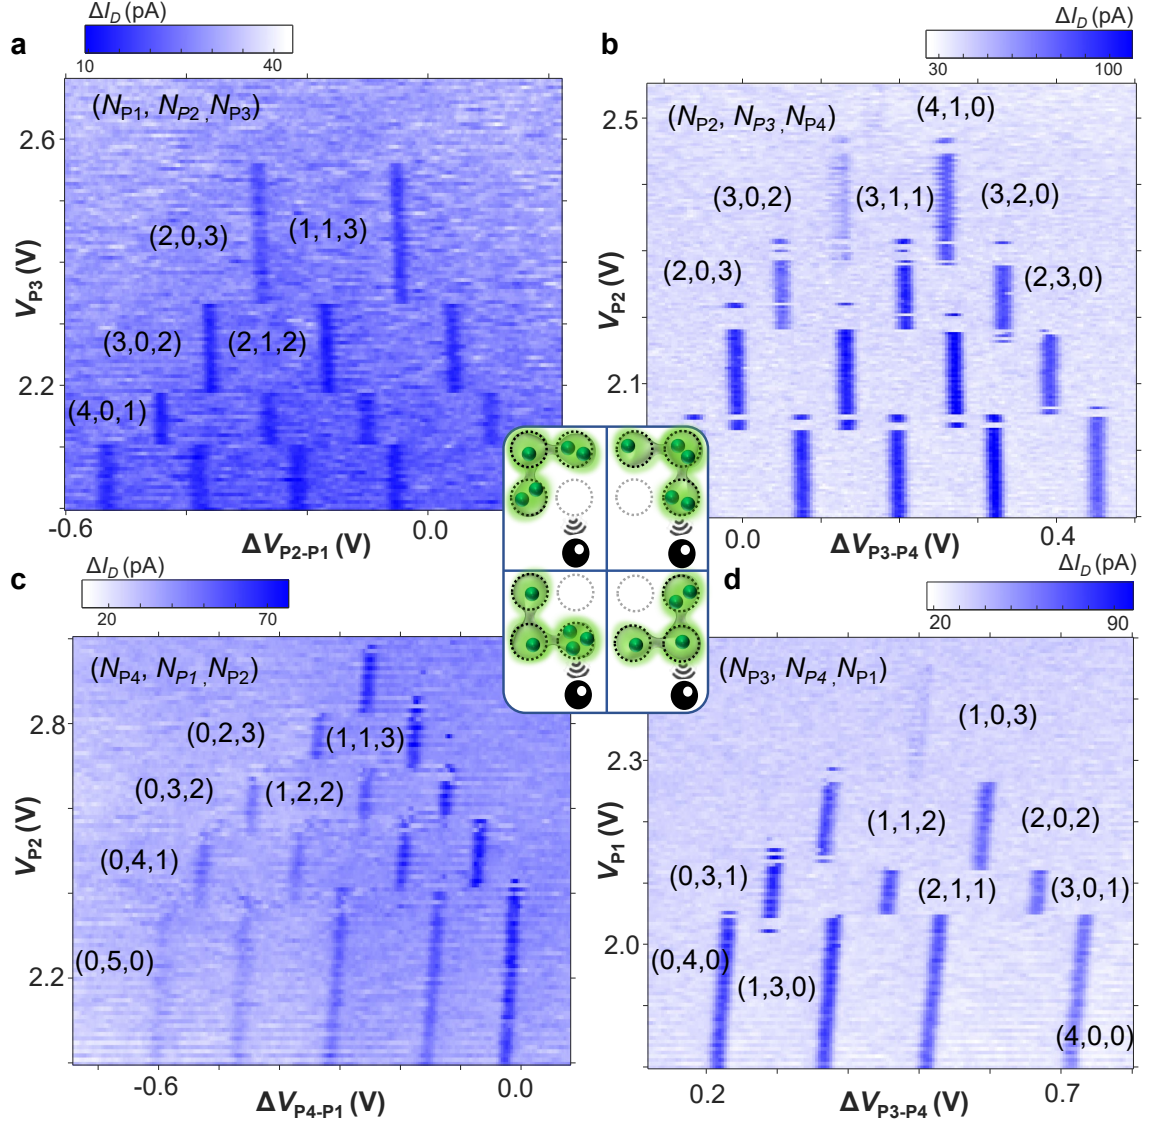 a
ΔI_D (pA)
10 40
(N_P1, N_P2, N_P3)
2.6
2.2
V_P3 (V)
(2,0,3) (1,1,3)
(3,0,2) (2,1,2)
(4,0,1)
-0.6 0.0
ΔV_P2-P1 (V)
b
ΔI_D (pA)
30 100
(N_P2, N_P3, N_P4)
(4,1,0)
2.5
2.1
V_P2 (V)
(3,0,2) (3,1,1) (3,2,0)
(2,0,3) (2,3,0)
0.0 0.4
ΔV_P3-P4 (V)
c
ΔI_D (pA)
20 70
(N_P4, N_P1, N_P2)
2.8
2.2
V_P2 (V)
(0,2,3) (1,1,3)
(0,3,2) (1,2,2)
(0,4,1)
(0,5,0)
-0.6 0.0
ΔV_P4-P1 (V)
d
ΔI_D (pA)
20 90
(N_P3, N_P4, N_P1)
2.3
2.0
V_P1 (V)
(1,0,3)
(1,1,2) (2,0,2)
(0,3,1) (2,1,1) (3,0,1)
(0,4,0) (1,3,0)
(4,0,0)
0.2 0.7
ΔV_P3-P4 (V)